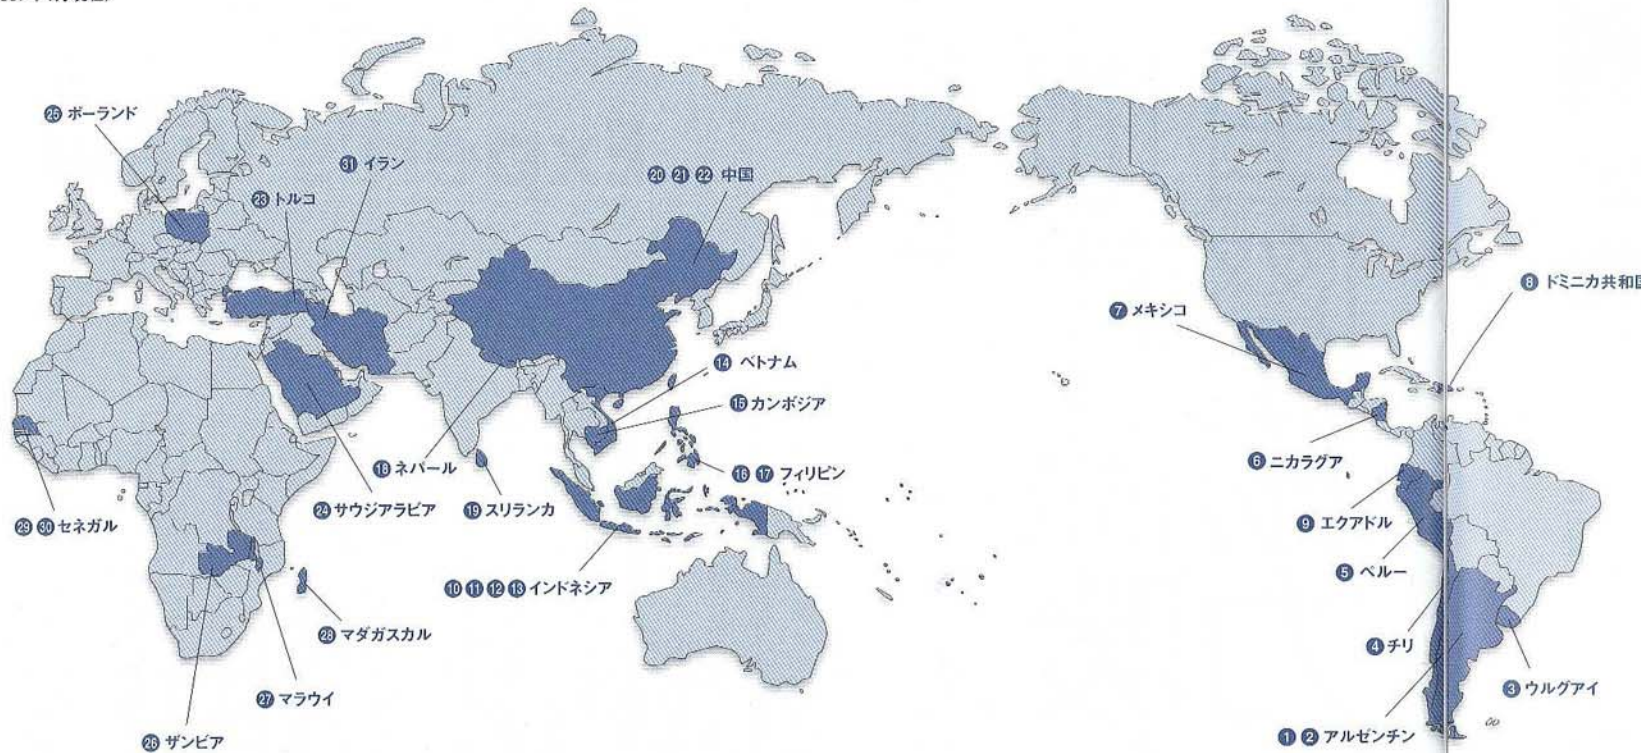 ㉕ ポーランド
㉛ イラン
㉓ トルコ
⑳ ㉑ ㉒ 中国
⑧ ドミニカ共和国
⑦ メキシコ
⑭ ベトナム
⑮ カンボジア
⑥ ニカラグア
⑱ ネパール
⑯ ⑰ フィリピン
㉔ サウジアラビア
⑲ スリランカ
⑨ エクアドル
㉙ ㉚ セネガル
⑤ ペルー
⑩ ⑪ ⑫ ⑬ インドネシア
㉘ マダガスカル
④ チリ
㉗ マラウイ
③ ウルグアイ
① ② アルゼンチン
㉖ ザンビア